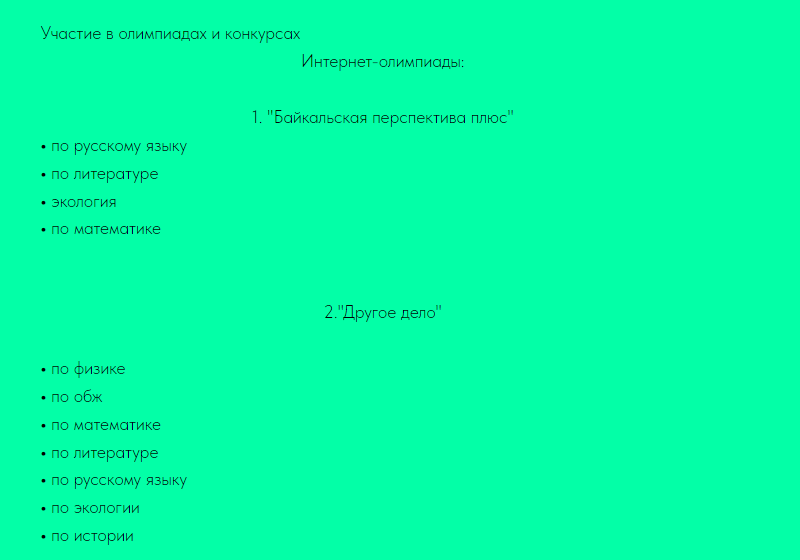 Участие в олимпиадах и конкурсах
Интернет-олимпиады:
1. "Байкальская перспектива плюс"
• по русскому языку
• по литературе
• экология
• по математике
2."Другое дело"
• по физике
• по обж
• по математике
• по литературе
• по русскому языку
• по экологии
• по истории